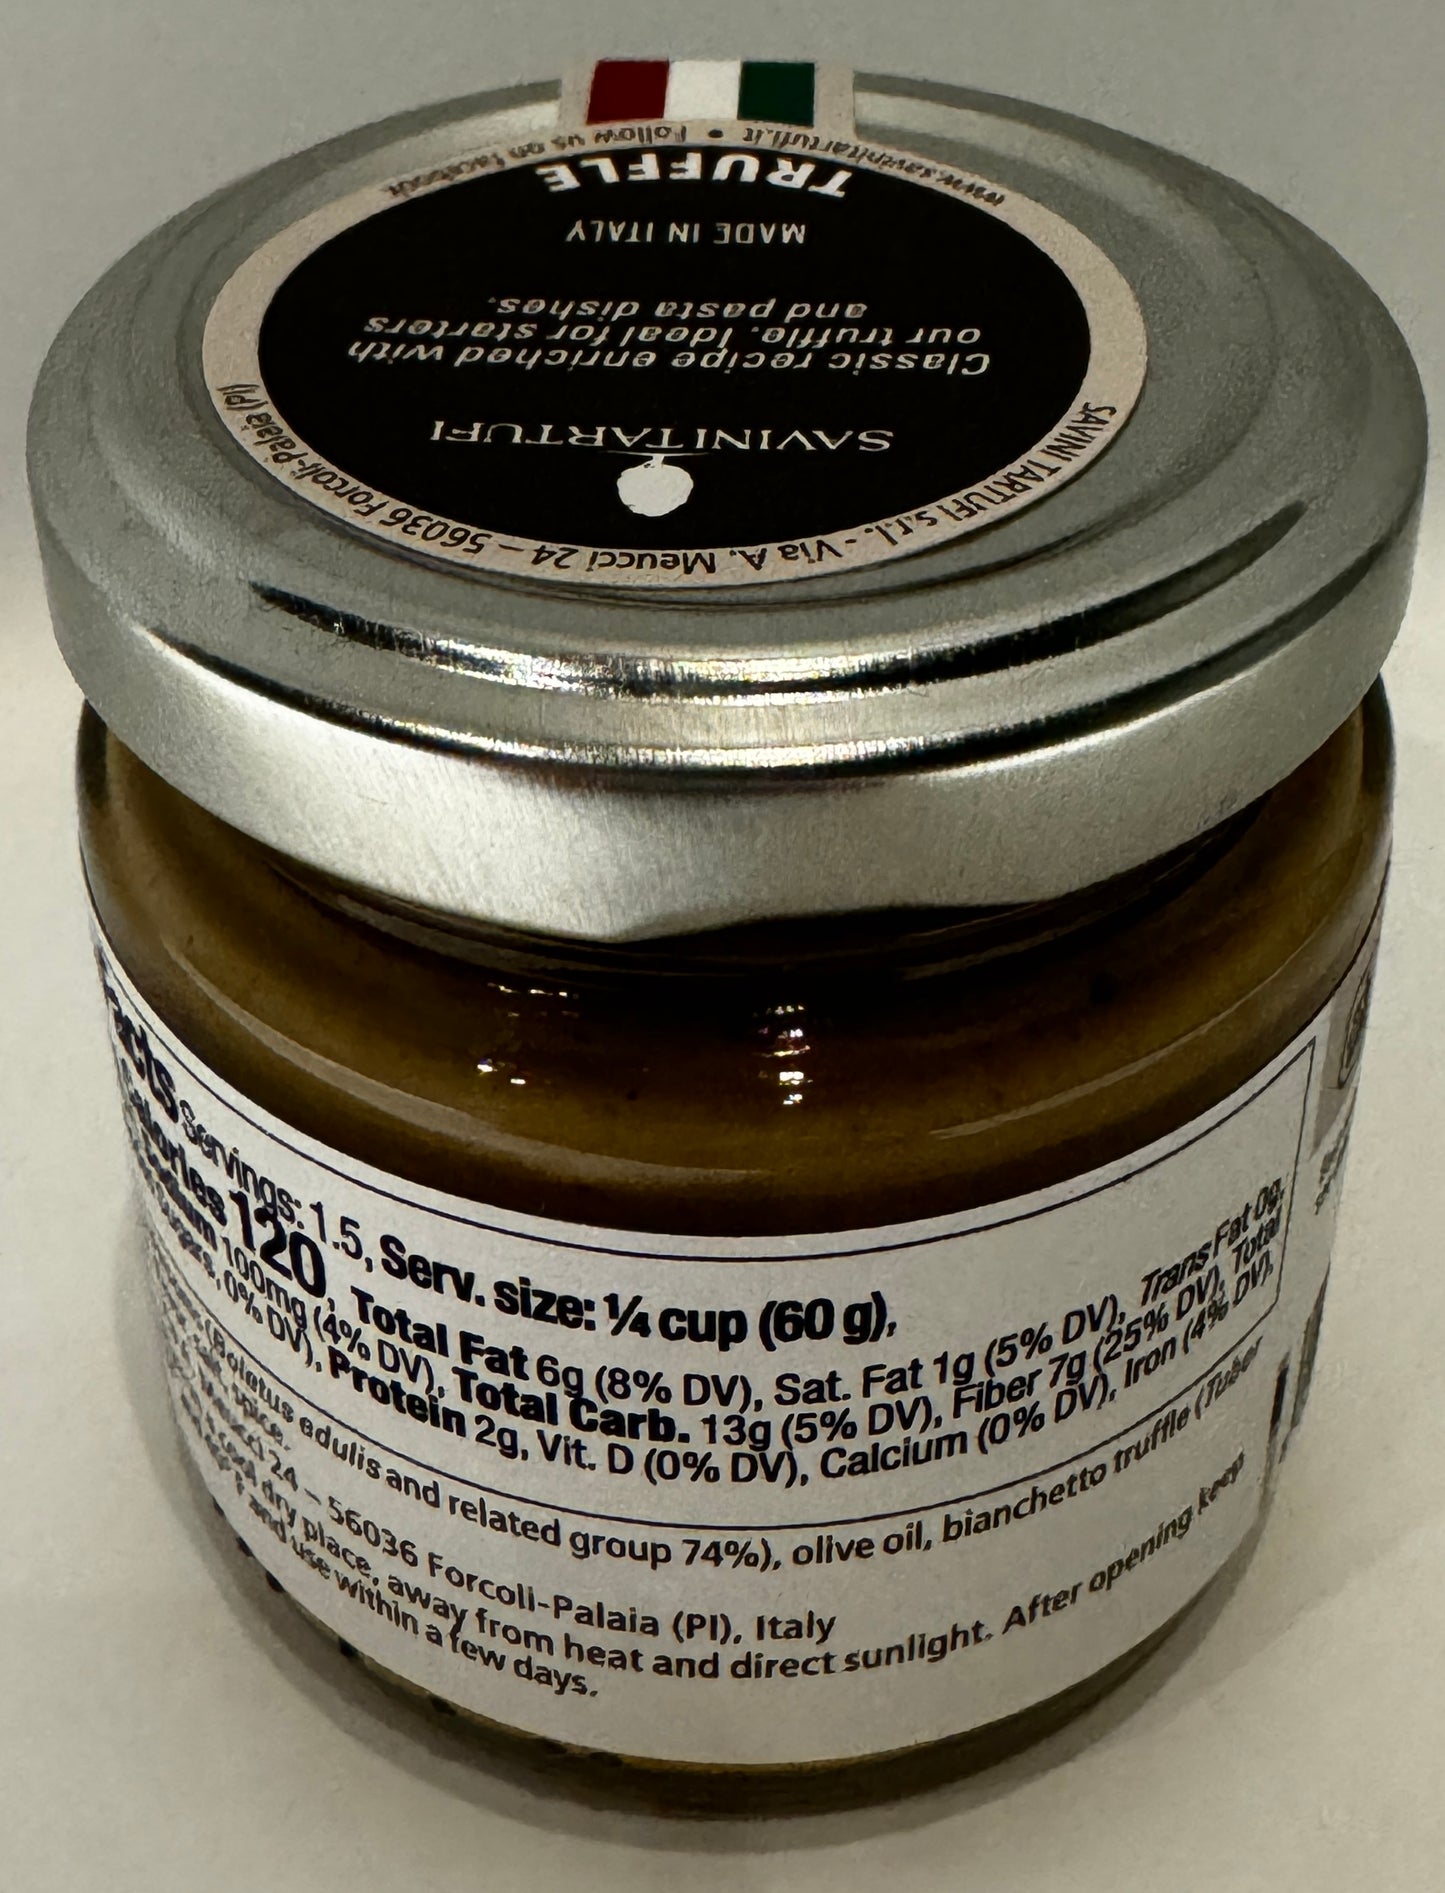 www.savinitartufi.it • Follow us on facebook
TRUFFLE
MADE IN ITALY
SAVINITARTUFI
Classic recipe enriched with
our truffle. Ideal for starters
and pasta dishes.
SAVINI TARTUFI s.r.l. - Via A. Meucci 24 – 56036 Forcoli-Palaia (PI)
Servings: 1.5, Serv. size: ¼ cup (60 g),
Calories 120, Total Fat 6g (8% DV), Sat. Fat 1g (5% DV), Trans Fat 0g,
Sodium 100mg (4% DV), Total Carb. 13g (5% DV), Fiber 7g (25% DV), Total
Sugars, 0% DV), Protein 2g, Vit. D (0% DV), Calcium (0% DV), Iron (4% DV),
(Boletus edulis and related group 74%), olive oil, bianchetto truffle (Tuber
salt, spice.
Meucci 24 – 56036 Forcoli-Palaia (PI), Italy
cool dry place, away from heat and direct sunlight. After opening keep
and use within a few days.